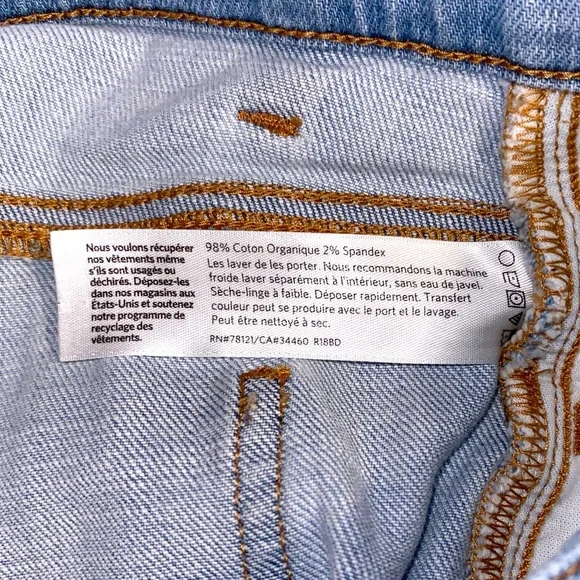 Nous voulons récupérer
nos vêtements même
s'ils sont usagés ou
déchirés. Déposez-les
dans nos magasins aux
États-Unis et soutenez
notre programme de
recyclage des
vêtements.
98% Coton Organique 2% Spandex
Les laver de les porter. Nous recommandons la machine
froide laver séparément à l'intérieur, sans eau de javel.
Sèche-linge à faible. Déposer rapidement. Transfert
couleur peut se produire avec le port et le lavage.
Peut être nettoyé à sec.
RN#78121/CA#34460 R18BD